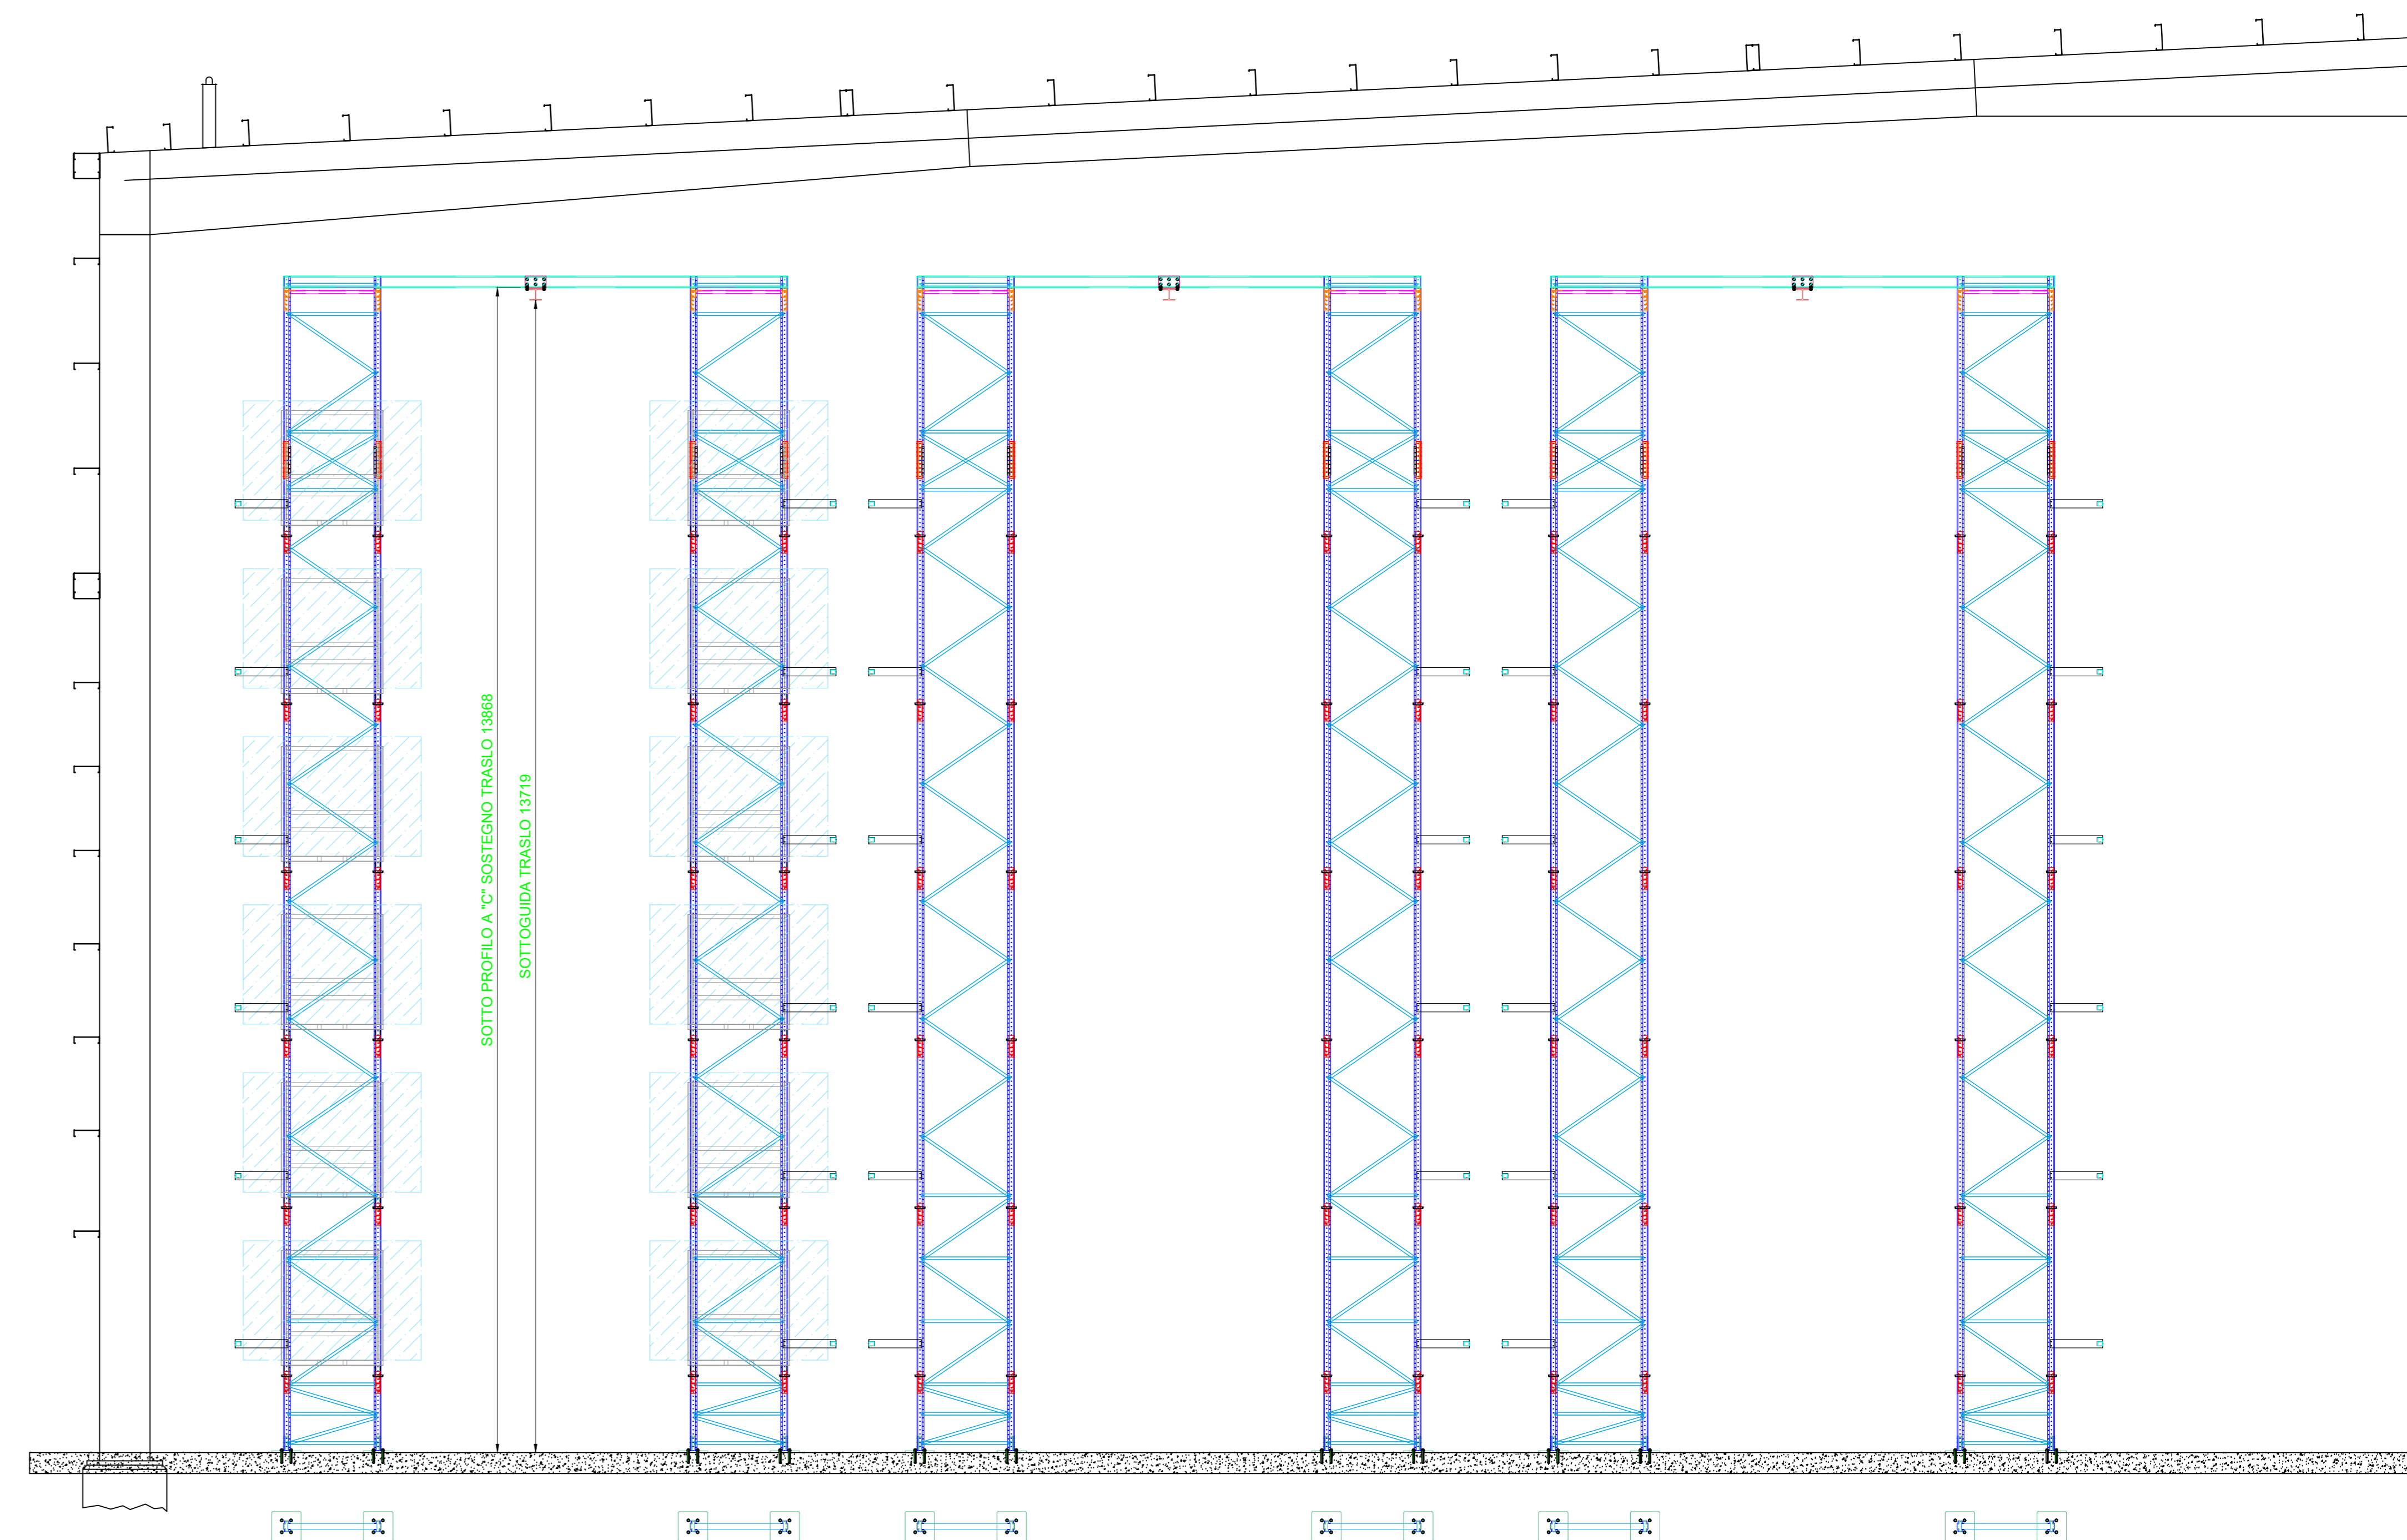 SOTTO PROFILO A "C" SOSTEGNO TRASLO 13868
SOTTOGUIDA TRASLO 13719